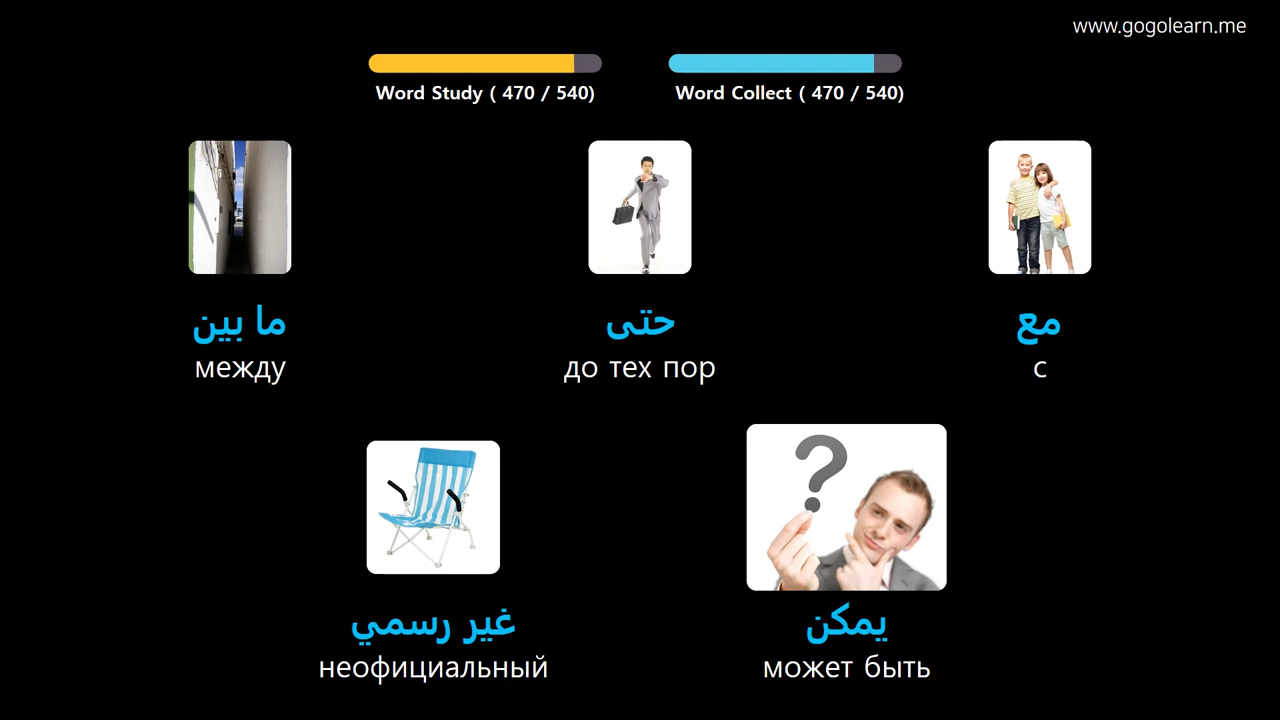 www.gogolearn.me
Word Study ( 470 / 540)
Word Collect ( 470 / 540)
ما بين
между
حتى
до тех пор
مع
с
غير رسمي
неофициальный
يمكن
может быть